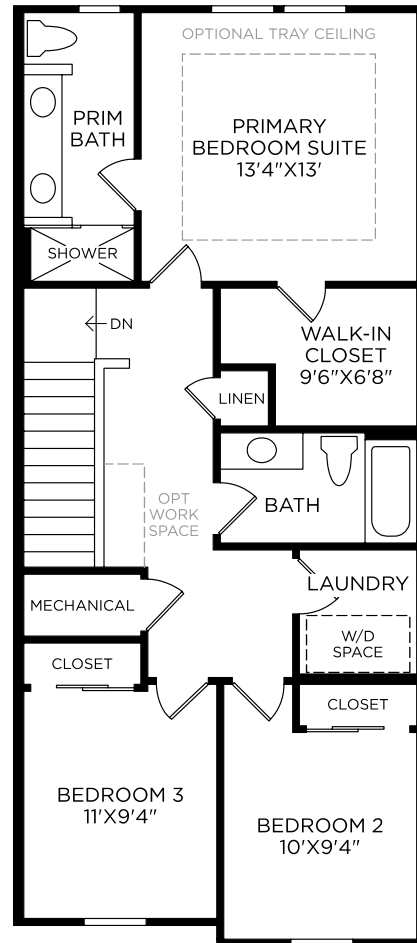 OPTIONAL TRAY CEILING
PRIM
BATH
PRIMARY
BEDROOM SUITE
13'4"X13'
SHOWER
DN
WALK-IN
CLOSET
9'6"X6'8"
LINEN
OPT
WORK
SPACE
BATH
MECHANICAL
LAUNDRY
W/D
SPACE
CLOSET
CLOSET
BEDROOM 3
11'X9'4"
BEDROOM 2
10'X9'4"